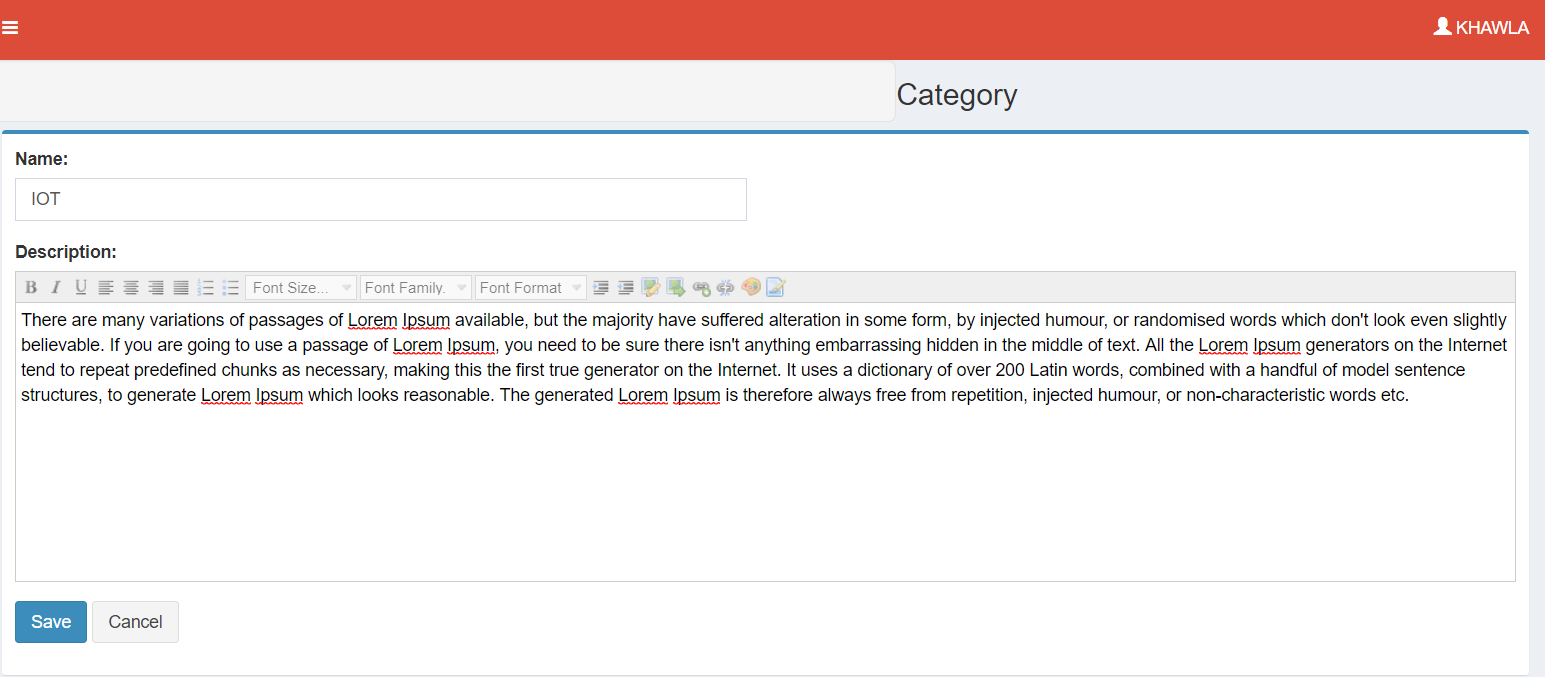 KHAWLA
Category
Name:
IOT
Description:
B I U Font Size... Font Family. Font Format
There are many variations of passages of Lorem Ipsum available, but the majority have suffered alteration in some form, by injected humour, or randomised words which don't look even slightly
believable. If you are going to use a passage of Lorem Ipsum, you need to be sure there isn't anything embarrassing hidden in the middle of text. All the Lorem Ipsum generators on the Internet
tend to repeat predefined chunks as necessary, making this the first true generator on the Internet. It uses a dictionary of over 200 Latin words, combined with a handful of model sentence
structures, to generate Lorem Ipsum which looks reasonable. The generated Lorem Ipsum is therefore always free from repetition, injected humour, or non-characteristic words etc.
Save Cancel